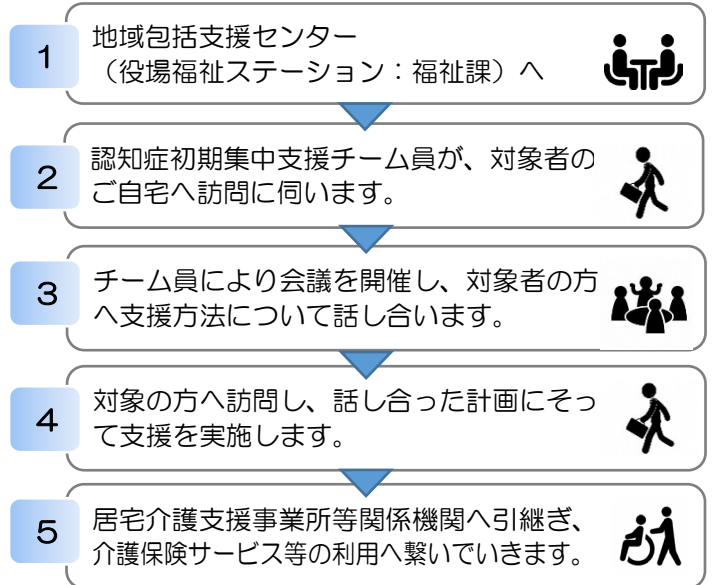 1
地域包括支援センター
（役場福祉ステーション：福祉課）へ
2
認知症初期集中支援チーム員が、対象者の
ご自宅へ訪問に伺います。
3
チーム員により会議を開催し、対象者の方
へ支援方法について話し合います。
4
対象の方へ訪問し、話し合った計画にそっ
て支援を実施します。
5
居宅介護支援事業所等関係機関へ引継ぎ、
介護保険サービス等の利用へ繋いでいきます。